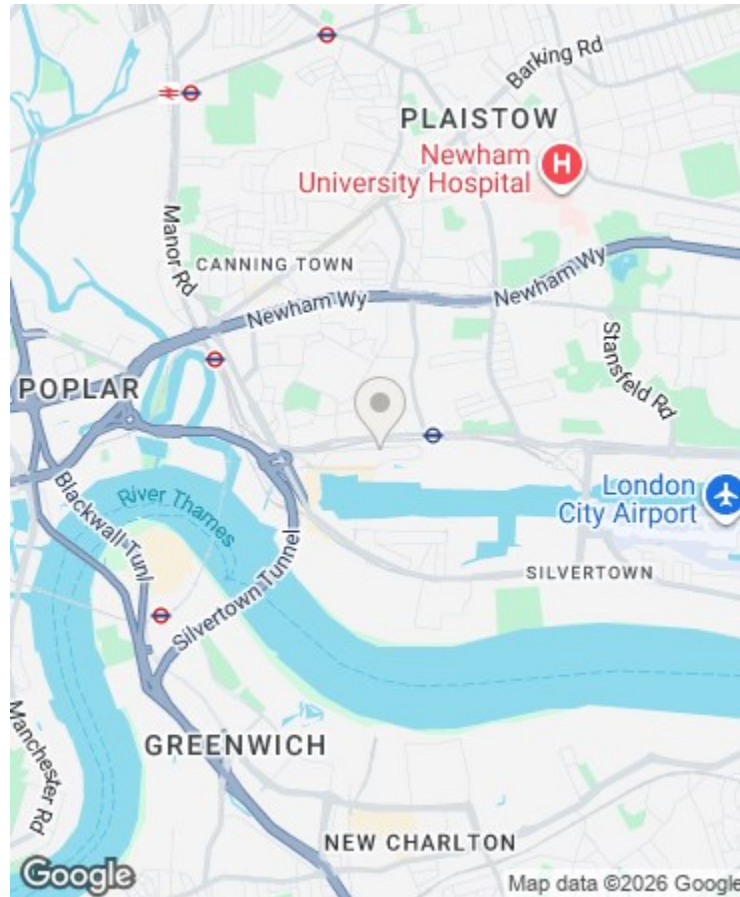 Barking Rd
PLAISTOW
Newham
University Hospital
H
Manor Rd
CANNING TOWN
Newham Wy
Newham Wy
Stansfeld Rd
POPLAR
Blackwall Tunl
River Thames
Silvertown Tunnel
London
City Airport
SILVERTOWN
Manchester Rd
GREENWICH
NEW CHARLTON
Google
Map data ©2026 Google